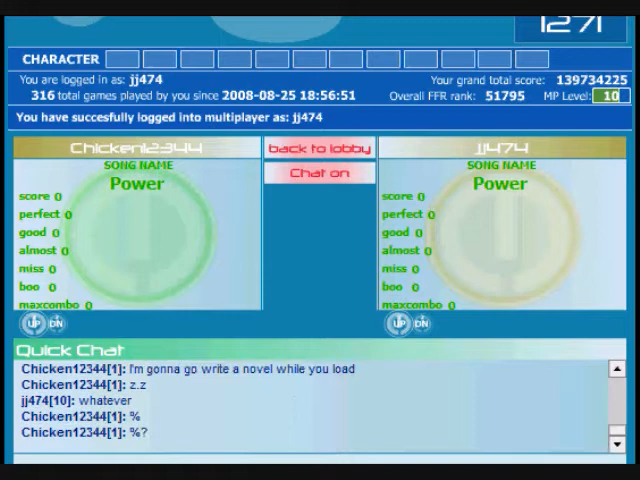 1271
CHARACTER
You are logged in as: jj474
Your grand total score: 139734225
316 total games played by you since 2008-08-25 18:56:51
Overall FFR rank: 51795 MP Level: 10
You have succesfully logged into multiplayer as: jj474
Chicken12344
back to lobby
jj474
SONG NAME
Chat on
SONG NAME
Power
Power
score 0
score 0
perfect 0
perfect 0
good 0
good 0
almost 0
almost 0
miss 0
miss 0
boo 0
boo 0
maxcombo 0
maxcombo 0
UP DN
UP DN
Quick Chat
Chicken12344[1]: I'm gonna go write a novel while you load
Chicken12344[1]: z.z
jj474[10]: whatever
Chicken12344[1]: %
Chicken12344[1]: %?